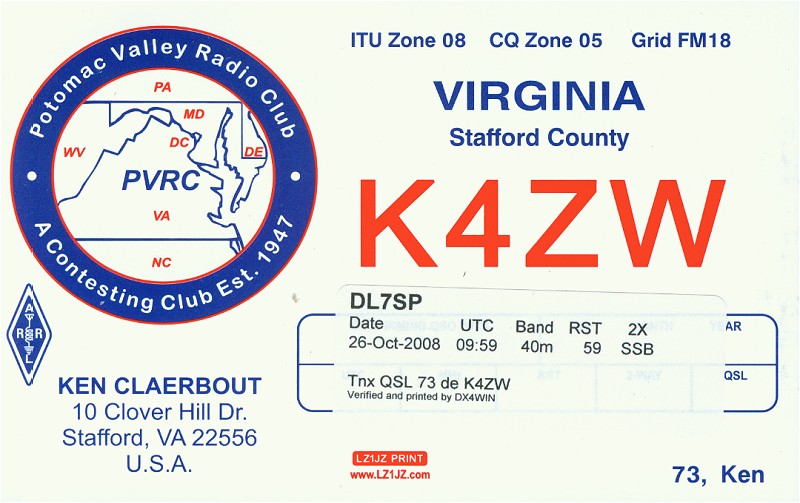 Potomac Valley Radio Club
A Contesting Club Est. 1947
PA
MD
WV
DC
DE
PVRC
VA
NC
ITU Zone 08 CQ Zone 05 Grid FM18
VIRGINIA
Stafford County
K4ZW
DL7SP
Date UTC Band RST 2X
26-Oct-2008 09:59 40m 59 SSB
Tnx QSL 73 de K4ZW
Verified and printed by DX4WIN
QSL
A
R R
L
KEN CLAERBOUT
10 Clover Hill Dr.
Stafford, VA 22556
U.S.A.
LZ1JZ PRINT
www.LZ1JZ.com
73, Ken